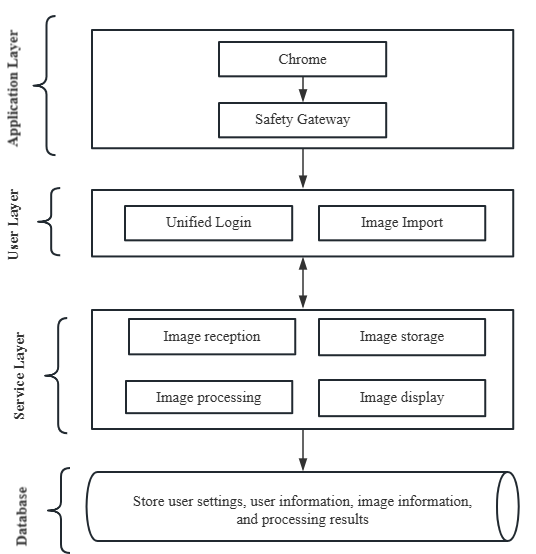 Application Layer
Chrome
Safety Gateway
User Layer
Unified Login
Image Import
Service Layer
Image reception
Image storage
Image processing
Image display
Database
Store user settings, user information, image information,
and processing results